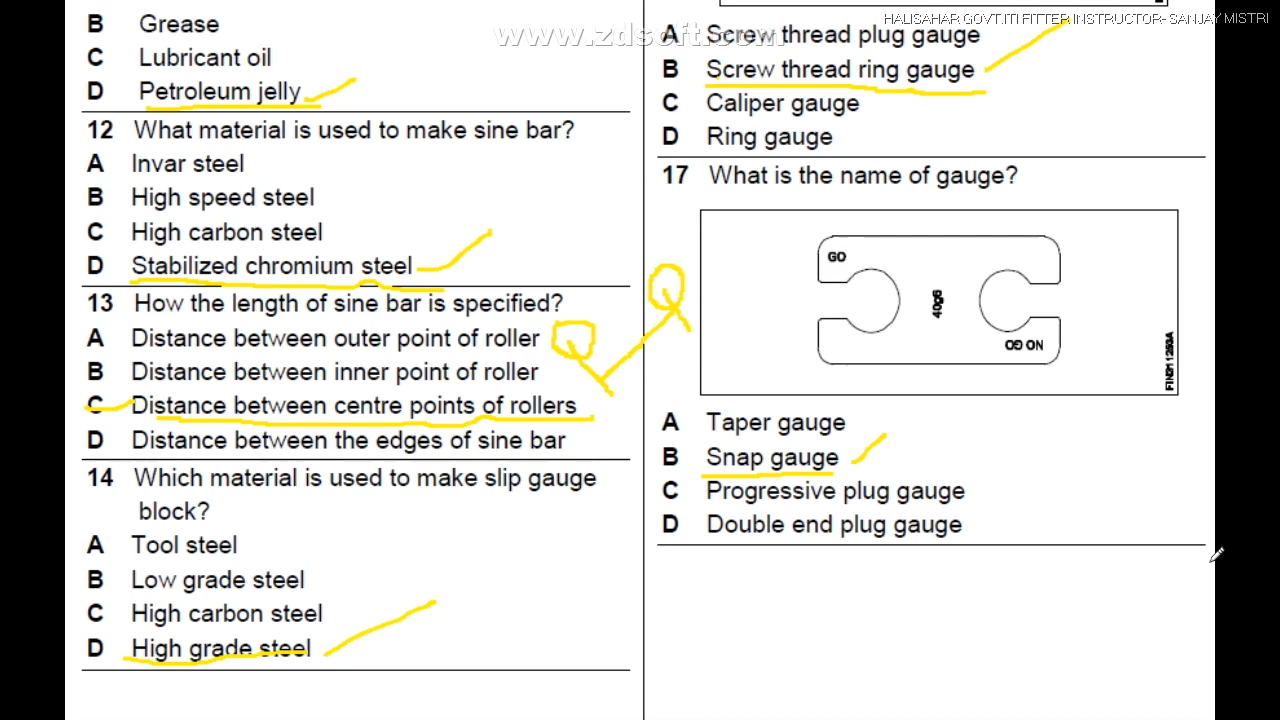 B Grease
C Lubricant oil
D Petroleum jelly
12 What material is used to make sine bar?
A Invar steel
B High speed steel
C High carbon steel
D Stabilized chromium steel
13 How the length of sine bar is specified?
A Distance between outer point of roller
B Distance between inner point of roller
C Distance between centre points of rollers
D Distance between the edges of sine bar
14 Which material is used to make slip gauge
block?
A Tool steel
B Low grade steel
C High carbon steel
D High grade steel
HALISAHAR GOVT.ITI FITTER INSTRUCTOR- SANJAY MISTRI
www.zdsoft.com
A Screw thread plug gauge
B Screw thread ring gauge
C Caliper gauge
D Ring gauge
17 What is the name of gauge?
GO
40g6
NO GO
FIN211253A
A Taper gauge
B Snap gauge
C Progressive plug gauge
D Double end plug gauge